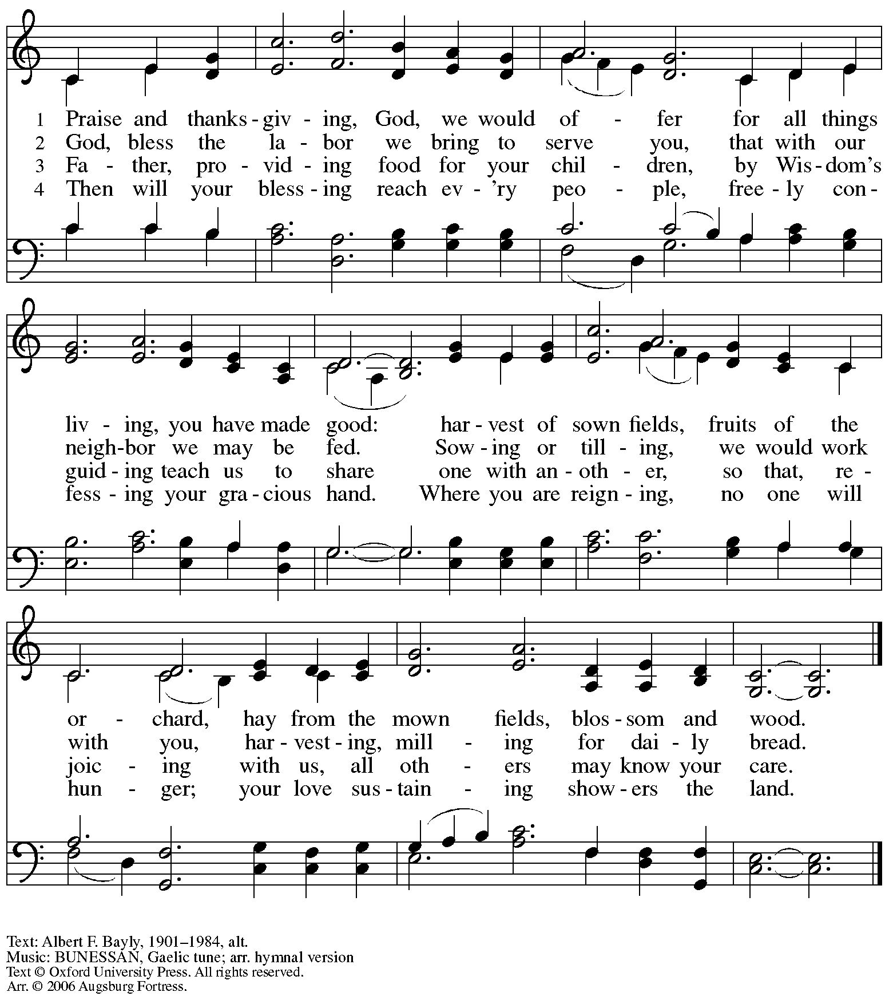 1 Praise and thanks - giv - ing, God, we would of - fer for all things
2 God, bless the la - bor we bring to serve you, that with our
3 Fa - ther, pro - vid - ing food for your chil - dren, by Wis - dom's
4 Then will your bless - ing reach ev - 'ry peo - ple, free - ly con -
liv - ing, you have made good: har - vest of sown fields, fruits of the
neigh - bor we may be fed. Sow - ing or till - ing, we would work
guid - ing teach us to share one with an - oth - er, so that, re -
fess - ing your gra - cious hand. Where you are reign - ing, no one will
or - chard, hay from the mown fields, blos - som and wood.
with you, har - vest - ing, mill - ing for dai - ly bread.
joic - ing with us, all oth - ers may know your care.
hun - ger; your love sus - tain - ing show - ers the land.
Text: Albert F. Bayly, 1901–1984, alt.
Music: BUNESSAN, Gaelic tune; arr. hymnal version
Text © Oxford University Press. All rights reserved.
Arr. © 2006 Augsburg Fortress.